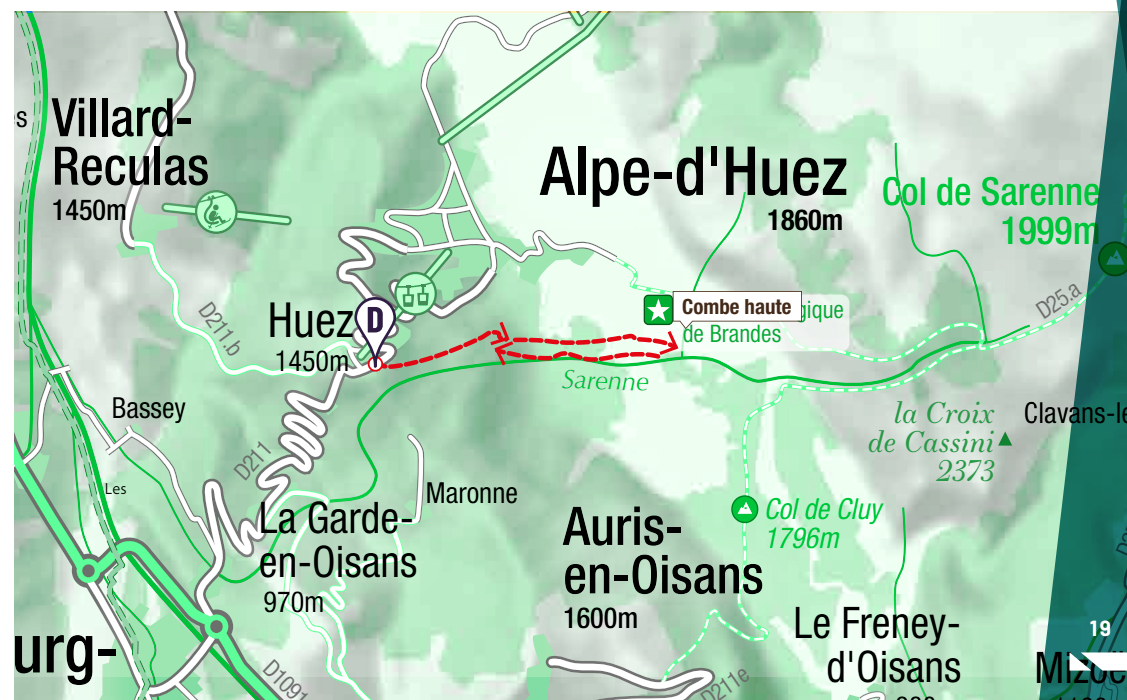 s
Villard-
Reculas
1450m
Alpe-d'Huez
1860m
Col de Sarenne
1999m
D211.b
Huez
1450m
D
Combe haute
gique
de Brandes
D25.a
Sarenne
Bassey
D211
Les
Maronne
la Croix
de Cassini
2373
Clavans-le
La Garde-
en-Oisans
970m
Auris-
en-Oisans
1600m
Col de Cluy
1796m
Le Freney-
d'Oisans
19
urg-
D1091
D211e